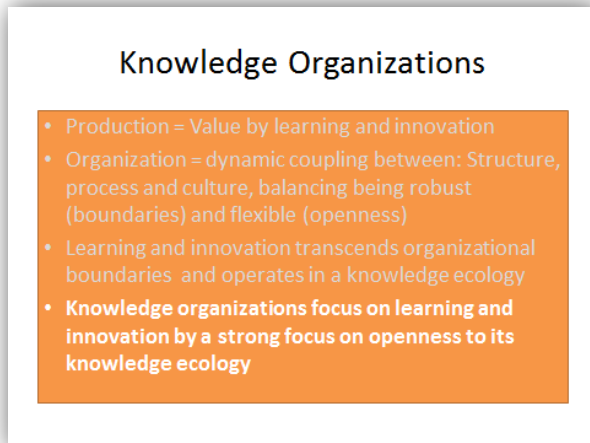 Knowledge Organizations
• Production = Value by learning and innovation
• Organization = dynamic coupling between: Structure,
process and culture, balancing being robust
(boundaries) and flexible (openness)
• Learning and innovation transcends organizational
boundaries and operates in a knowledge ecology
• Knowledge organizations focus on learning and
innovation by a strong focus on openness to its
knowledge ecology